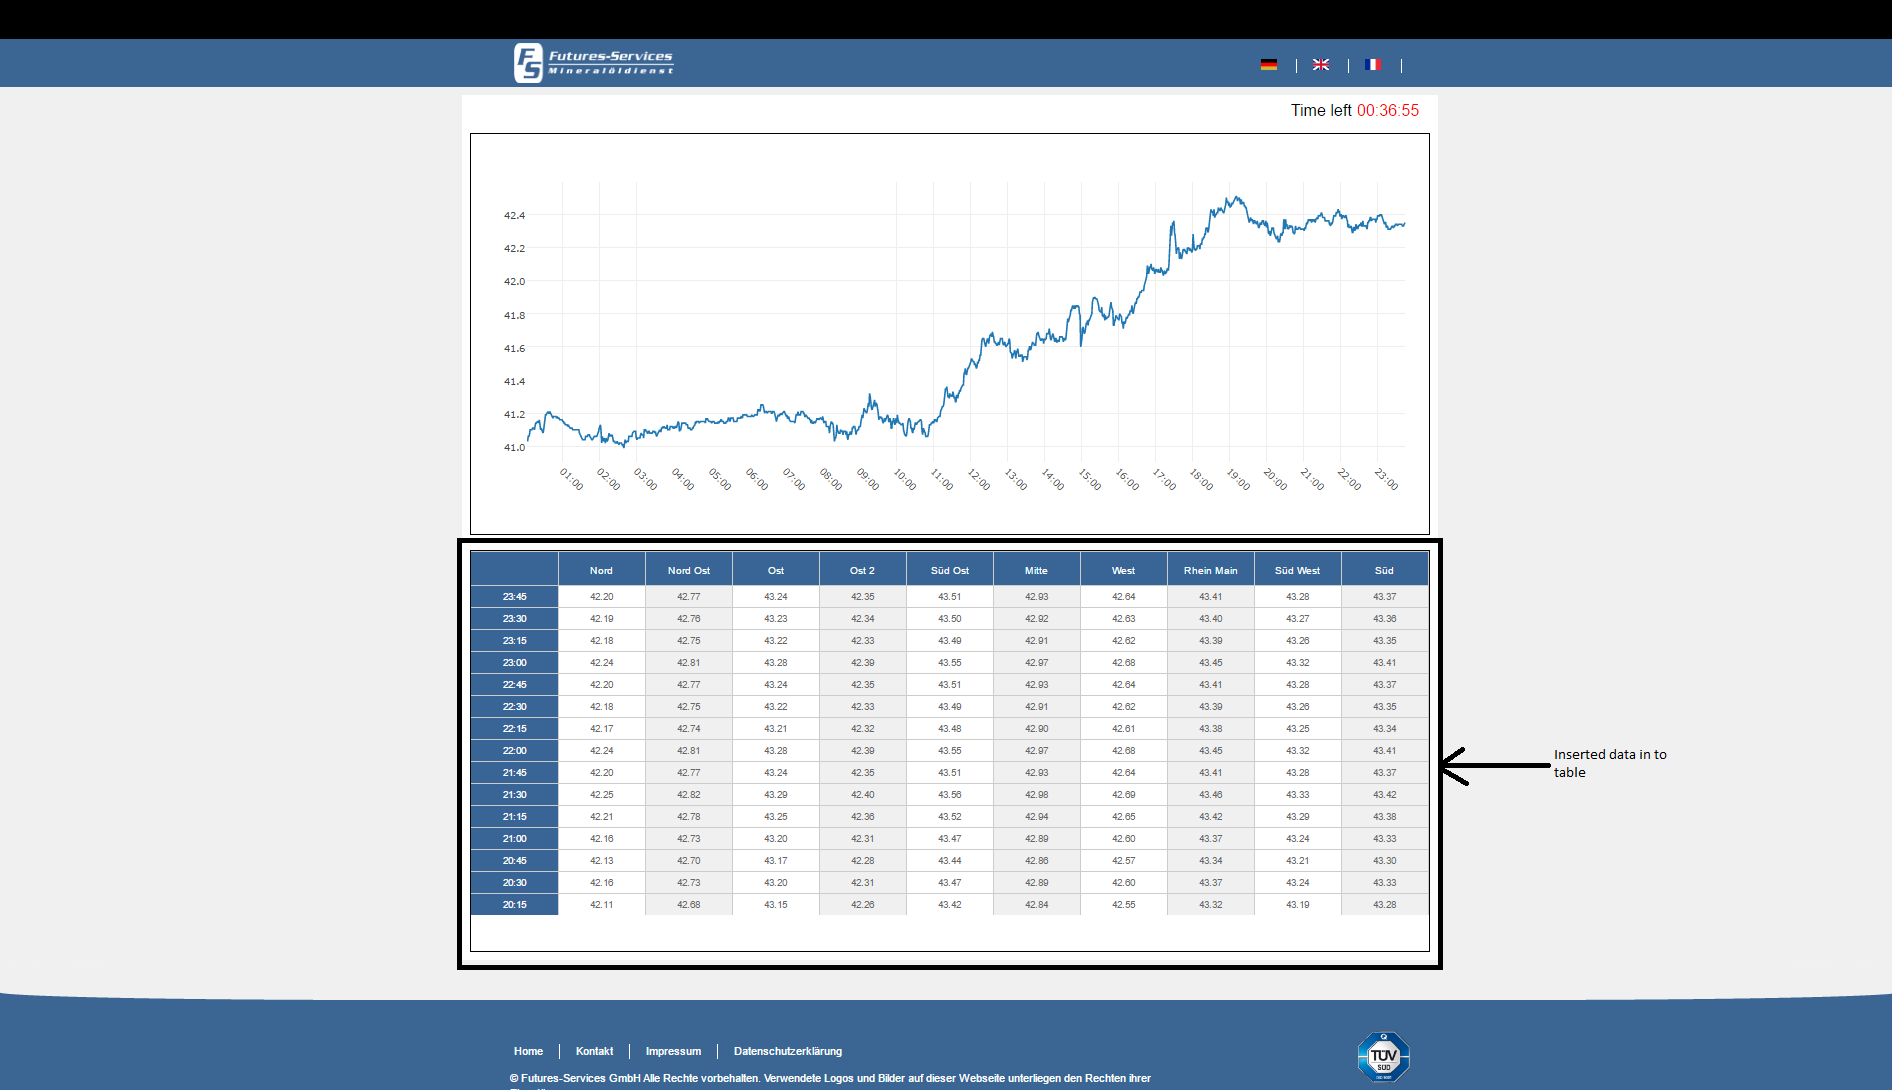 FS Futures-Services
Mineralöldienst
Time left 00:36:55
42.4
42.2
42.0
41.8
41.6
41.4
41.2
41.0
01:00 02:00 03:00 04:00 05:00 06:00 07:00 08:00 09:00 10:00 11:00 12:00 13:00 14:00 15:00 16:00 17:00 18:00 19:00 20:00 21:00 22:00 23:00
Nord Nord Ost Ost Ost 2 Süd Ost Mitte West Rhein Main Süd West Süd
23:45 42.20 42.77 43.24 42.35 43.51 42.93 42.64 43.41 43.28 43.37
23:30 42.19 42.76 43.23 42.34 43.50 42.92 42.63 43.40 43.27 43.36
23:15 42.18 42.75 43.22 42.33 43.49 42.91 42.62 43.39 43.26 43.35
23:00 42.24 42.81 43.28 42.39 43.55 42.97 42.68 43.45 43.32 43.41
22:45 42.20 42.77 43.24 42.35 43.51 42.93 42.64 43.41 43.28 43.37
22:30 42.18 42.75 43.22 42.33 43.49 42.91 42.62 43.39 43.26 43.35
22:15 42.17 42.74 43.21 42.32 43.48 42.90 42.61 43.38 43.25 43.34
22:00 42.24 42.81 43.28 42.39 43.55 42.97 42.68 43.45 43.32 43.41
21:45 42.20 42.77 43.24 42.35 43.51 42.93 42.64 43.41 43.28 43.37
21:30 42.25 42.82 43.29 42.40 43.56 42.98 42.69 43.46 43.33 43.42
21:15 42.21 42.78 43.25 42.36 43.52 42.94 42.65 43.42 43.29 43.38
21:00 42.16 42.73 43.20 42.31 43.47 42.89 42.60 43.37 43.24 43.33
20:45 42.13 42.70 43.17 42.28 43.44 42.86 42.57 43.34 43.21 43.30
20:30 42.16 42.73 43.20 42.31 43.47 42.89 42.60 43.37 43.24 43.33
20:15 42.11 42.68 43.15 42.26 43.42 42.84 42.55 43.32 43.19 43.28
Inserted data in to
table
Home Kontakt Impressum Datenschutzerklärung
TÜV
SÜD
© Futures-Services GmbH Alle Rechte vorbehalten. Verwendete Logos und Bilder auf dieser Webseite unterliegen den Rechten ihrer